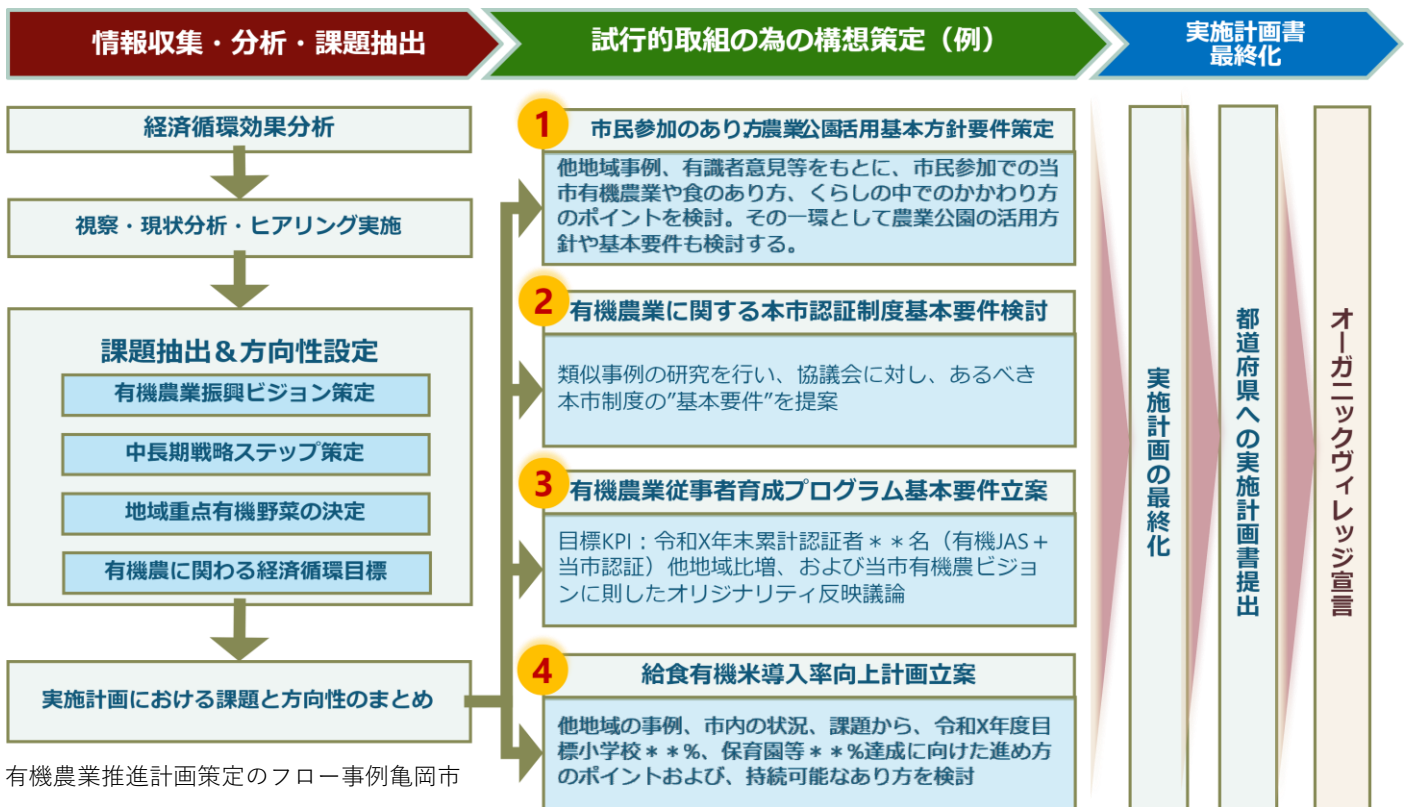 情報収集・分析・課題抽出
試行的取組の為の構想策定（例）
実施計画書
最終化
経済循環効果分析
視察・現状分析・ヒアリング実施
課題抽出＆方向性設定
有機農業振興ビジョン策定
中長期戦略ステップ策定
地域重点有機野菜の決定
有機農に関わる経済循環目標
実施計画における課題と方向性のまとめ
有機農業推進計画策定のフロー事例亀岡市
1
市民参加のあり方農業公園活用基本方針要件策定
他地域事例、有識者意見等をもとに、市民参加での当
市有機農業や食のあり方、くらしの中でのかかわり方
のポイントを検討。その一環として農業公園の活用方
針や基本要件も検討する。
2
有機農業に関する本市認証制度基本要件検討
類似事例の研究を行い、協議会に対し、あるべき
本市制度の”基本要件”を提案
3
有機農業従事者育成プログラム基本要件立案
目標KPI：令和X年末累計認証者＊＊名（有機JAS＋
当市認証）他地域比増、および当市有機農ビジョ
ンに則したオリジナリティ反映議論
4
給食有機米導入率向上計画立案
他地域の事例、市内の状況、課題から、令和X年度目
標小学校＊＊%、保育園等＊＊%達成に向けた進め方
のポイントおよび、持続可能なあり方を検討
実施計画の最終化
都道府県への実施計画書提出
オーガニックヴィレッジ宣言